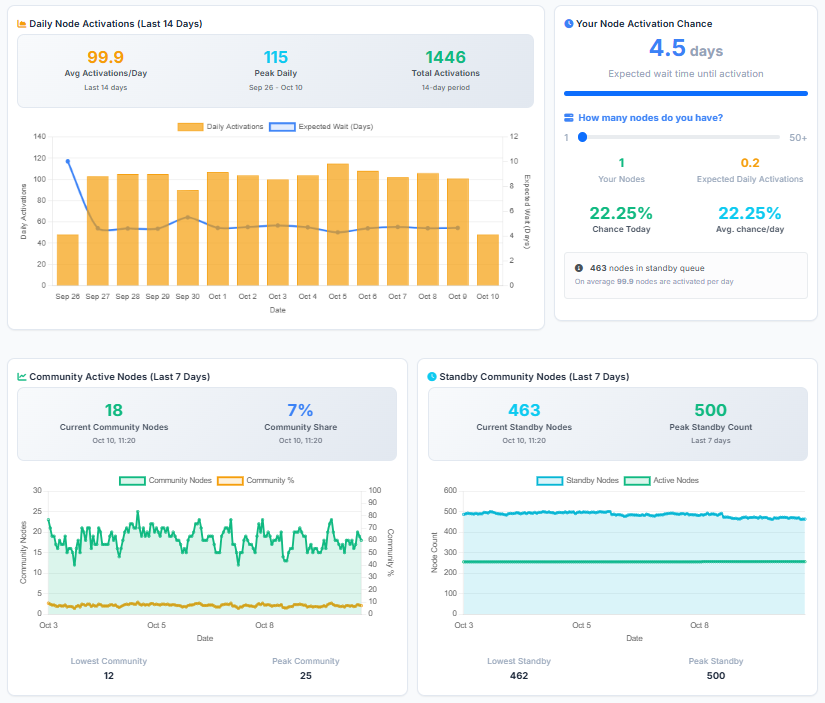 Daily Node Activations (Last 14 Days)
99.9
Avg Activations/Day
Last 14 days
115
Peak Daily
Sep 26 - Oct 10
1446
Total Activations
14-day period
Daily Activations
Expected Wait (Days)
140
120
100
80
60
40
20
0
Daily Activations
12
10
8
6
4
2
0
Expected Wait (Days)
Sep 26 Sep 27 Sep 28 Sep 29 Sep 30 Oct 1 Oct 2 Oct 3 Oct 4 Oct 5 Oct 6 Oct 7 Oct 8 Oct 9 Oct 10
Date
Your Node Activation Chance
4.5 days
Expected wait time until activation
How many nodes do you have?
1 50+
1
Your Nodes
0.2
Expected Daily Activations
22.25%
Chance Today
22.25%
Avg. chance/day
463 nodes in standby queue
On average 99.9 nodes are activated per day
Community Active Nodes (Last 7 Days)
18
Current Community Nodes
Oct 10, 11:20
7%
Community Share
Oct 10, 11:20
Community Nodes
Community %
30
25
20
15
10
5
0
Community Nodes
100
90
80
70
60
50
40
30
20
10
0
Community %
Oct 3 Oct 5 Oct 8
Date
Lowest Community
12
Peak Community
25
Standby Community Nodes (Last 7 Days)
463
Current Standby Nodes
Oct 10, 11:20
500
Peak Standby Count
Last 7 days
Standby Nodes
Active Nodes
600
500
400
300
200
100
0
Node Count
Oct 3 Oct 5 Oct 8
Date
Lowest Standby
462
Peak Standby
500